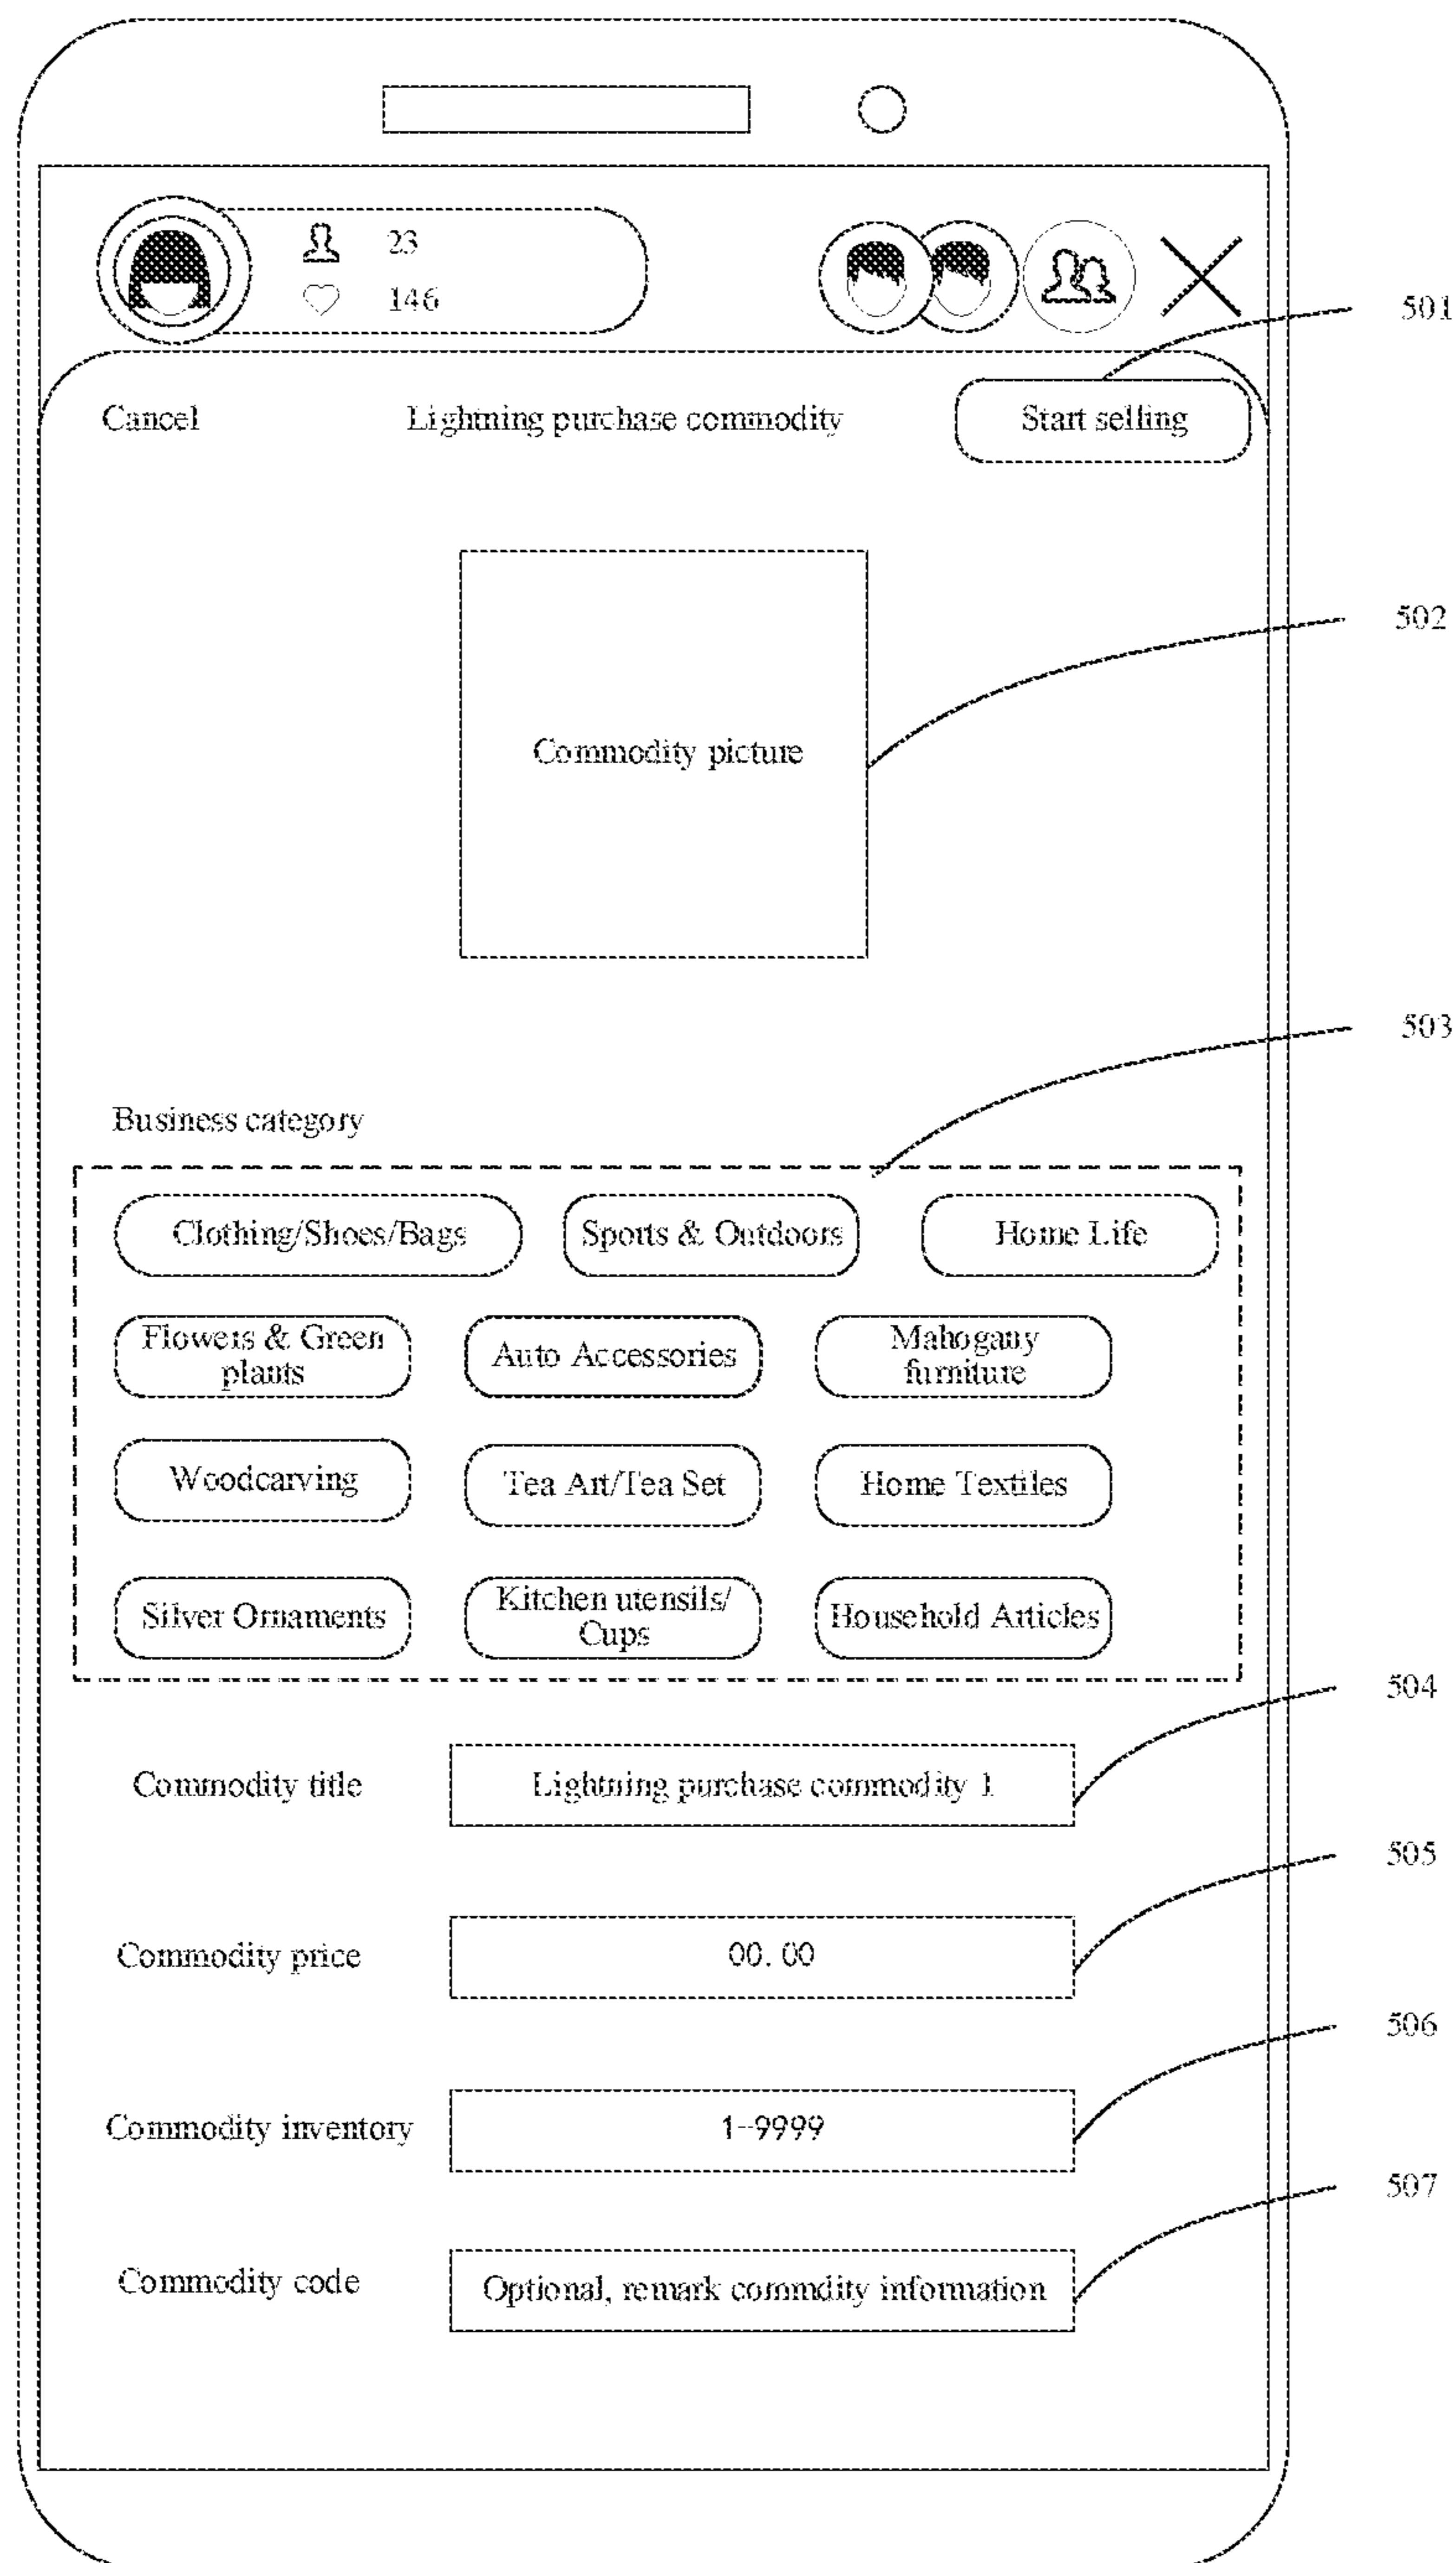 23
146
501
Cancel
Lightning purchase commodity
Start selling
502
Commodity picture
503
Business category
Clothing/Shoes/Bags
Sports & Outdoors
Home Life
Flowers & Green
plants
Auto Accessories
Mahogany
furniture
Woodcarving
Tea Art/Tea Set
Home Textiles
Silver Ornaments
Kitchen utensils/
Cups
Household Articles
504
Commodity title
Lightning purchase commodity 1
505
Commodity price
00.00
506
Commodity inventory
1--9999
507
Commodity code
Optional, remark commdity information